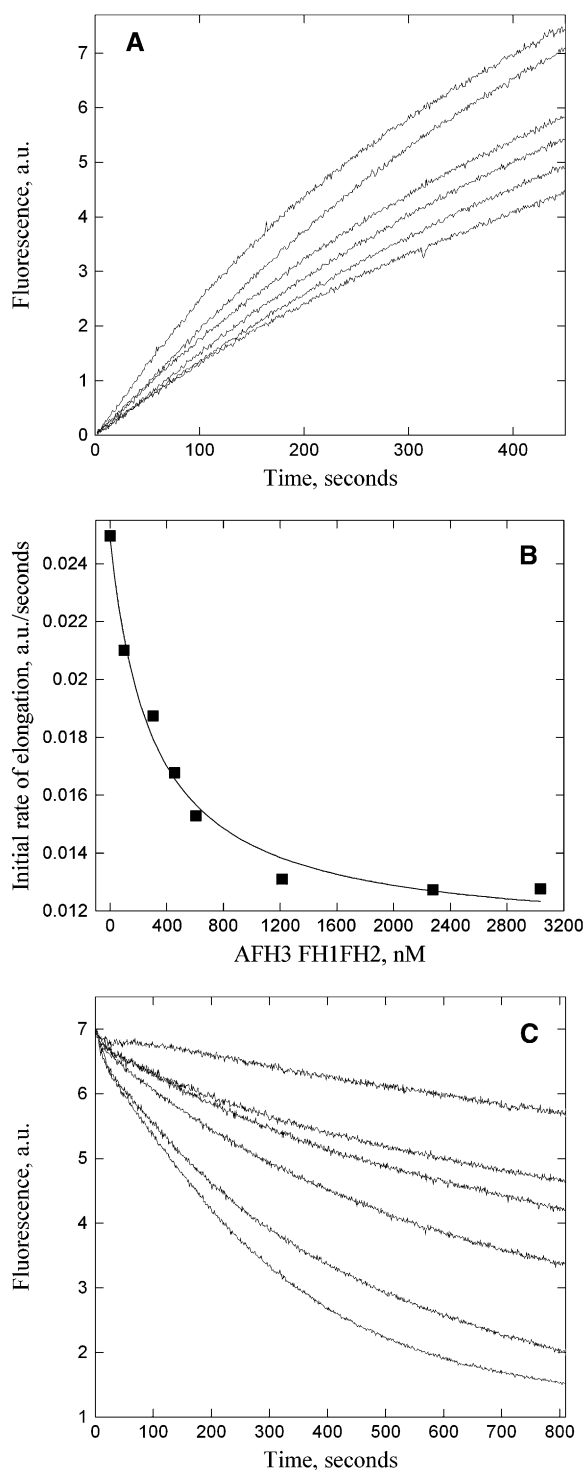 A
7
6
5
4
3
2
1
0
Fluorescence, a.u.
0 100 200 300 400
Time, seconds
B
0.024
0.022
0.02
0.018
0.016
0.014
0.012
Initial rate of elongation, a.u./seconds
0 400 800 1200 1600 2000 2400 2800 3200
AFH3 FH1FH2, nM
C
7
6
5
4
3
2
1
Fluorescence, a.u.
0 100 200 300 400 500 600 700 800
Time, seconds